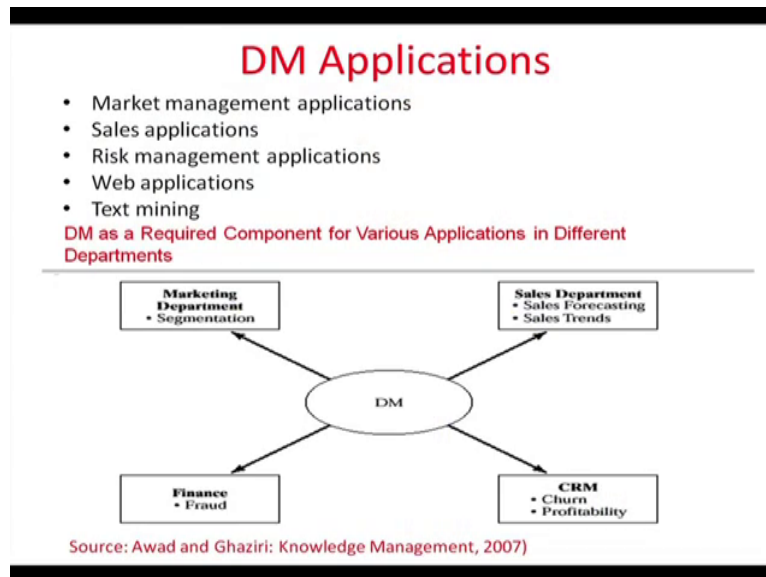 DM Applications
• Market management applications
• Sales applications
• Risk management applications
• Web applications
• Text mining
DM as a Required Component for Various Applications in Different
Departments
Marketing
Department
• Segmentation
Sales Department
• Sales Forecasting
• Sales Trends
DM
Finance
• Fraud
CRM
• Churn
• Profitability
Source: Awad and Ghaziri: Knowledge Management, 2007)